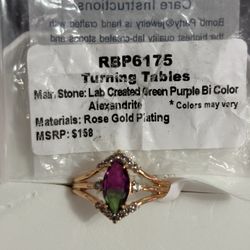 Care Instructions
Bomb Party®jewelry is hand crafted with
the highest quality lab created stones
RBP6175
Turning Tables
Main Stone: Lab Created Green Purple Bi Color
Alexandrite * Colors may vary
Materials: Rose Gold Plating
MSRP: $158